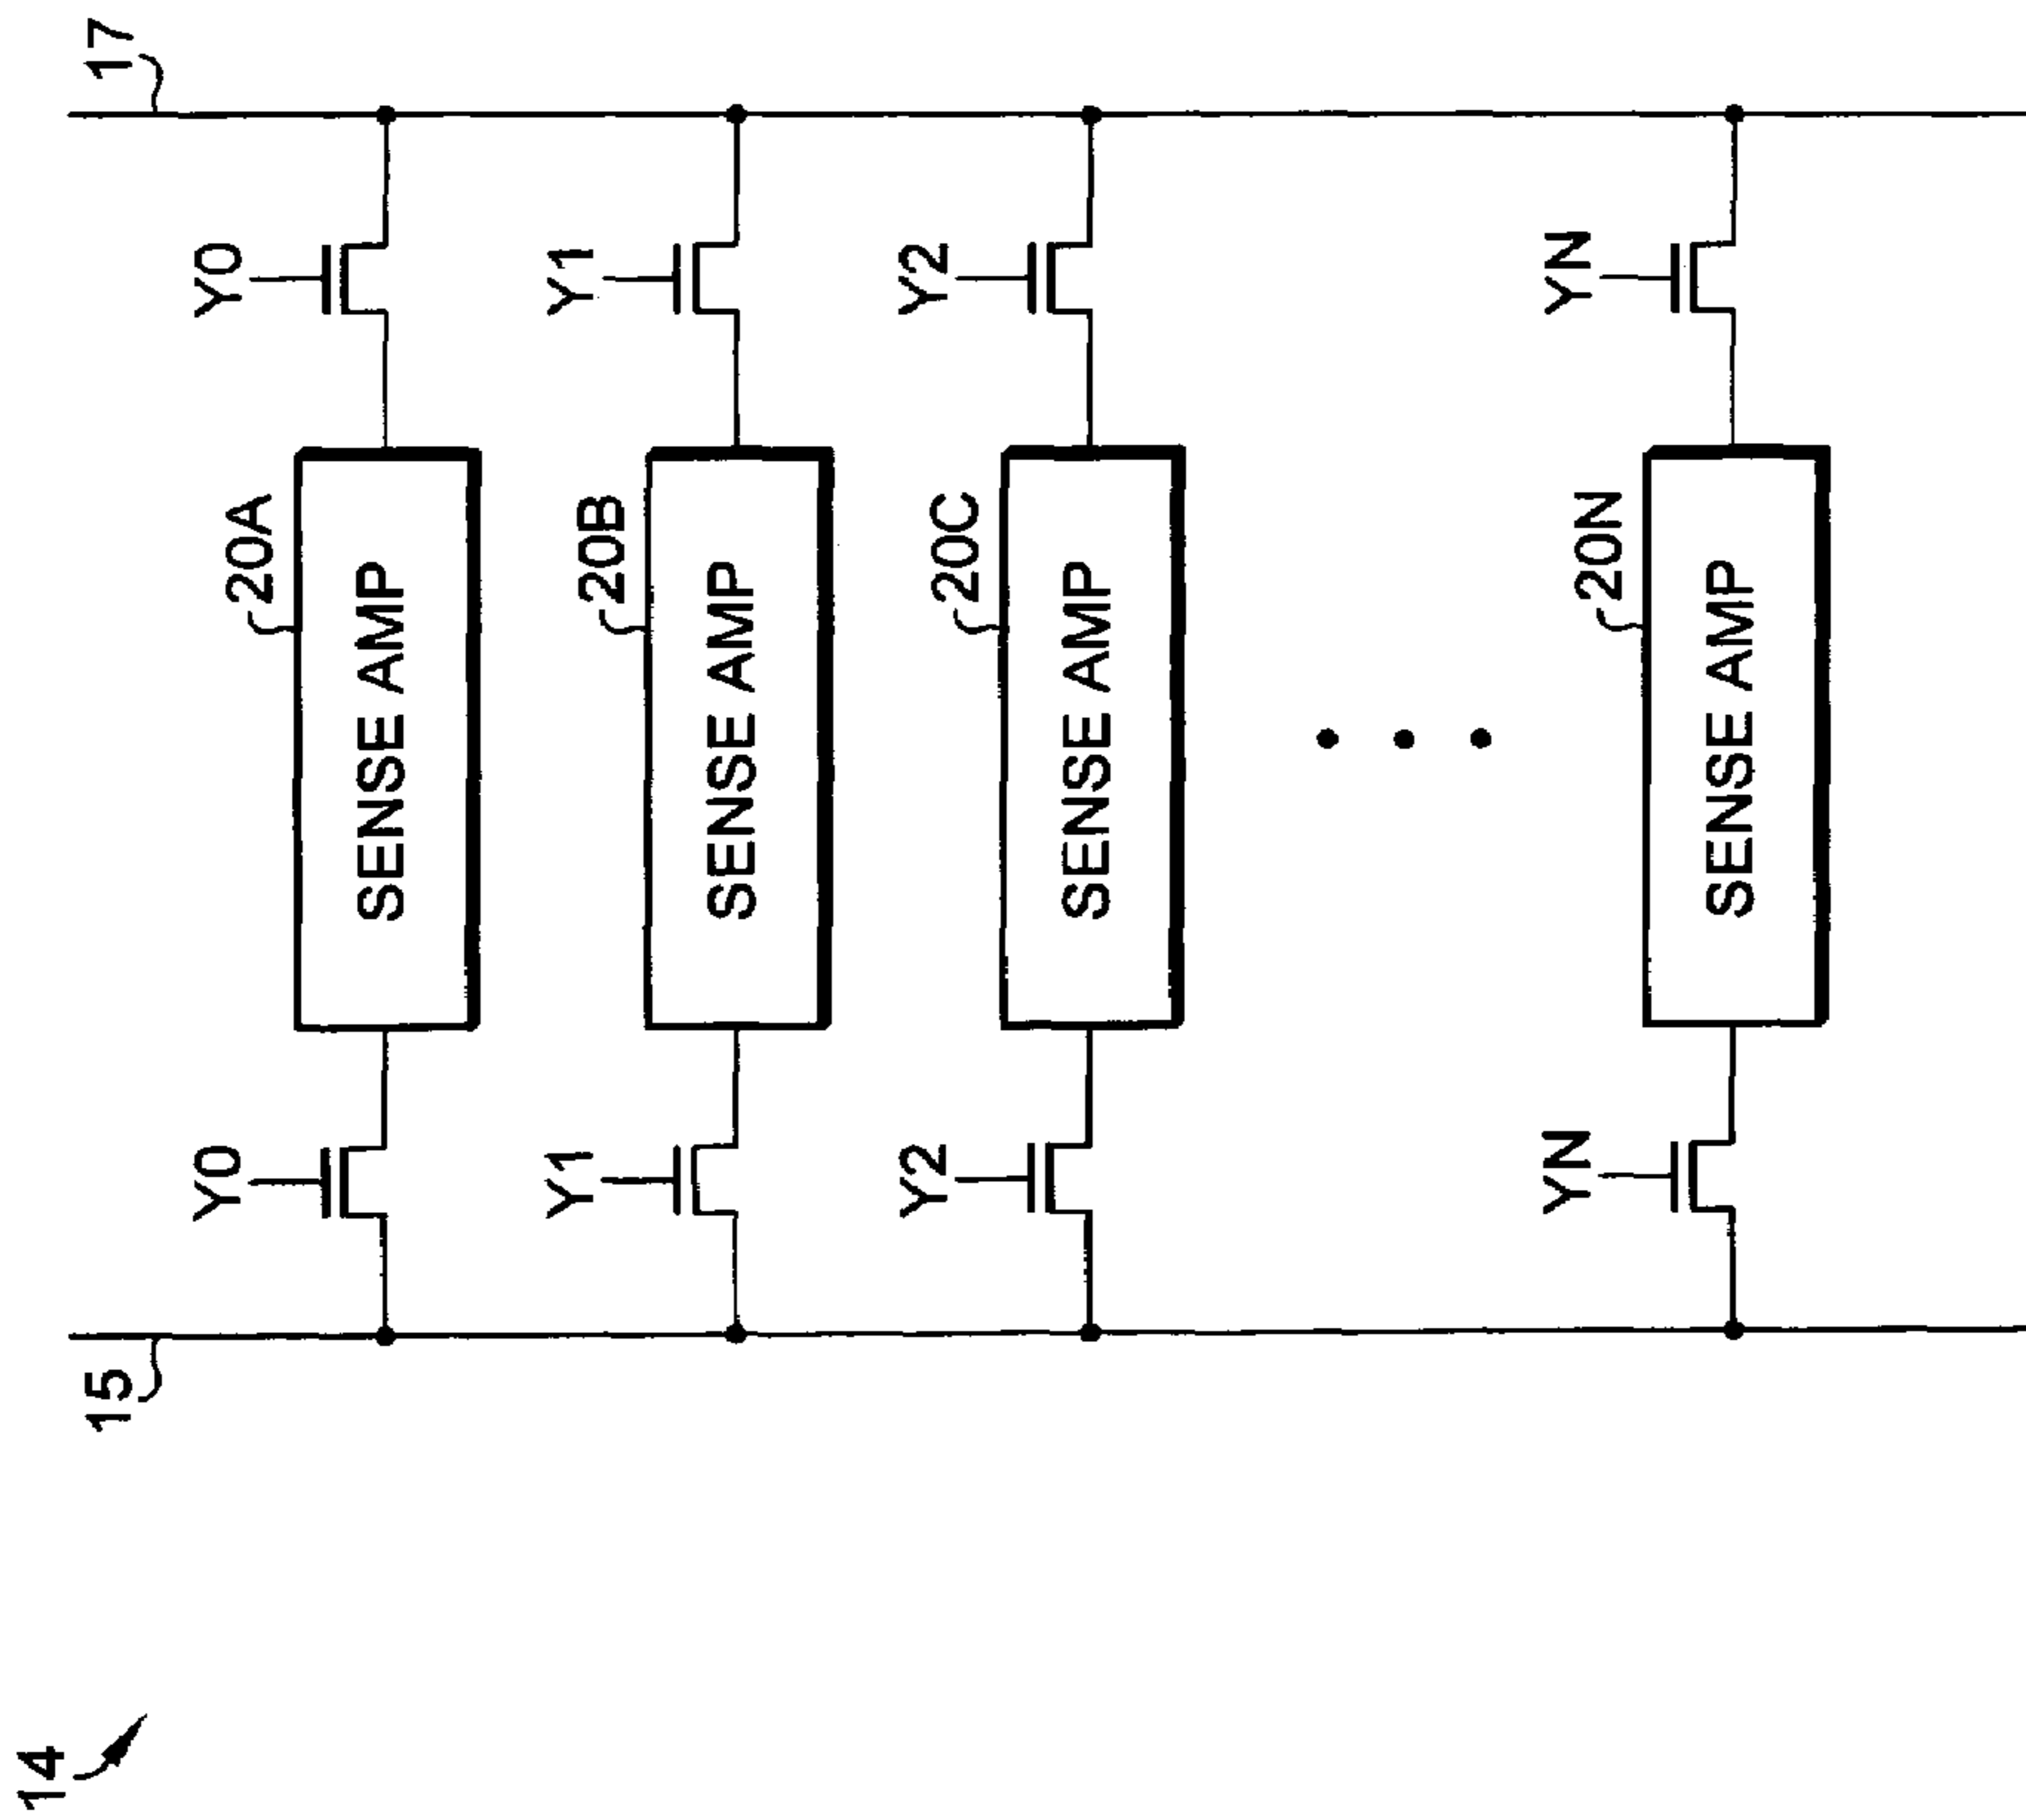 14
15
17
Y0
20A
SENSE AMP
Y0
Y1
20B
SENSE AMP
Y1
Y2
20C
SENSE AMP
Y2
YN
20N
SENSE AMP
YN